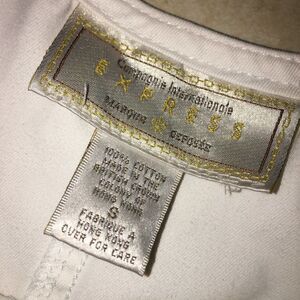 Compagnie Internationale
EXPRESS
MARQUE DEPOSÉE
100% COTTON
MADE IN THE
BRITISH CROWN
COLONY OF
HONG KONG
S
FABRIQUE A
HONG KONG
OVER FOR CARE